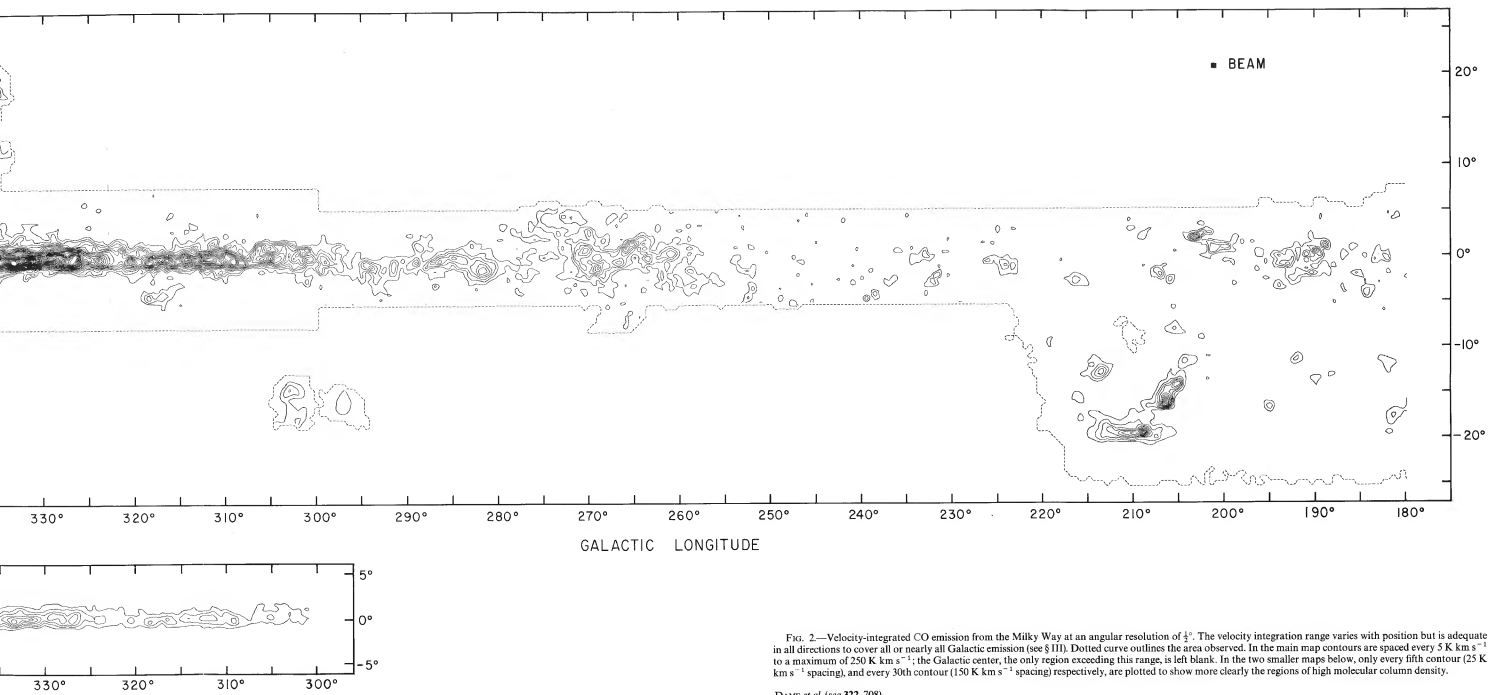 BEAM
20°
10°
0°
-10°
-20°
330° 320° 310° 300° 290° 280° 270° 260° 250° 240° 230° 220° 210° 200° 190° 180°
GALACTIC LONGITUDE
5°
0°
-5°
330° 320° 310° 300°
FIG. 2.—Velocity-integrated CO emission from the Milky Way at an angular resolution of ½°. The velocity integration range varies with position but is adequate
in all directions to cover all or nearly all Galactic emission (see § III). Dotted curve outlines the area observed. In the main map contours are spaced every 5 K km s⁻¹
to a maximum of 250 K km s⁻¹; the Galactic center, the only region exceeding this range, is left blank. In the two smaller maps below, only every fifth contour (25 K
km s⁻¹ spacing), and every 30th contour (150 K km s⁻¹ spacing) respectively, are plotted to show more clearly the regions of high molecular column density.
DAME et al. (see 322, 708)